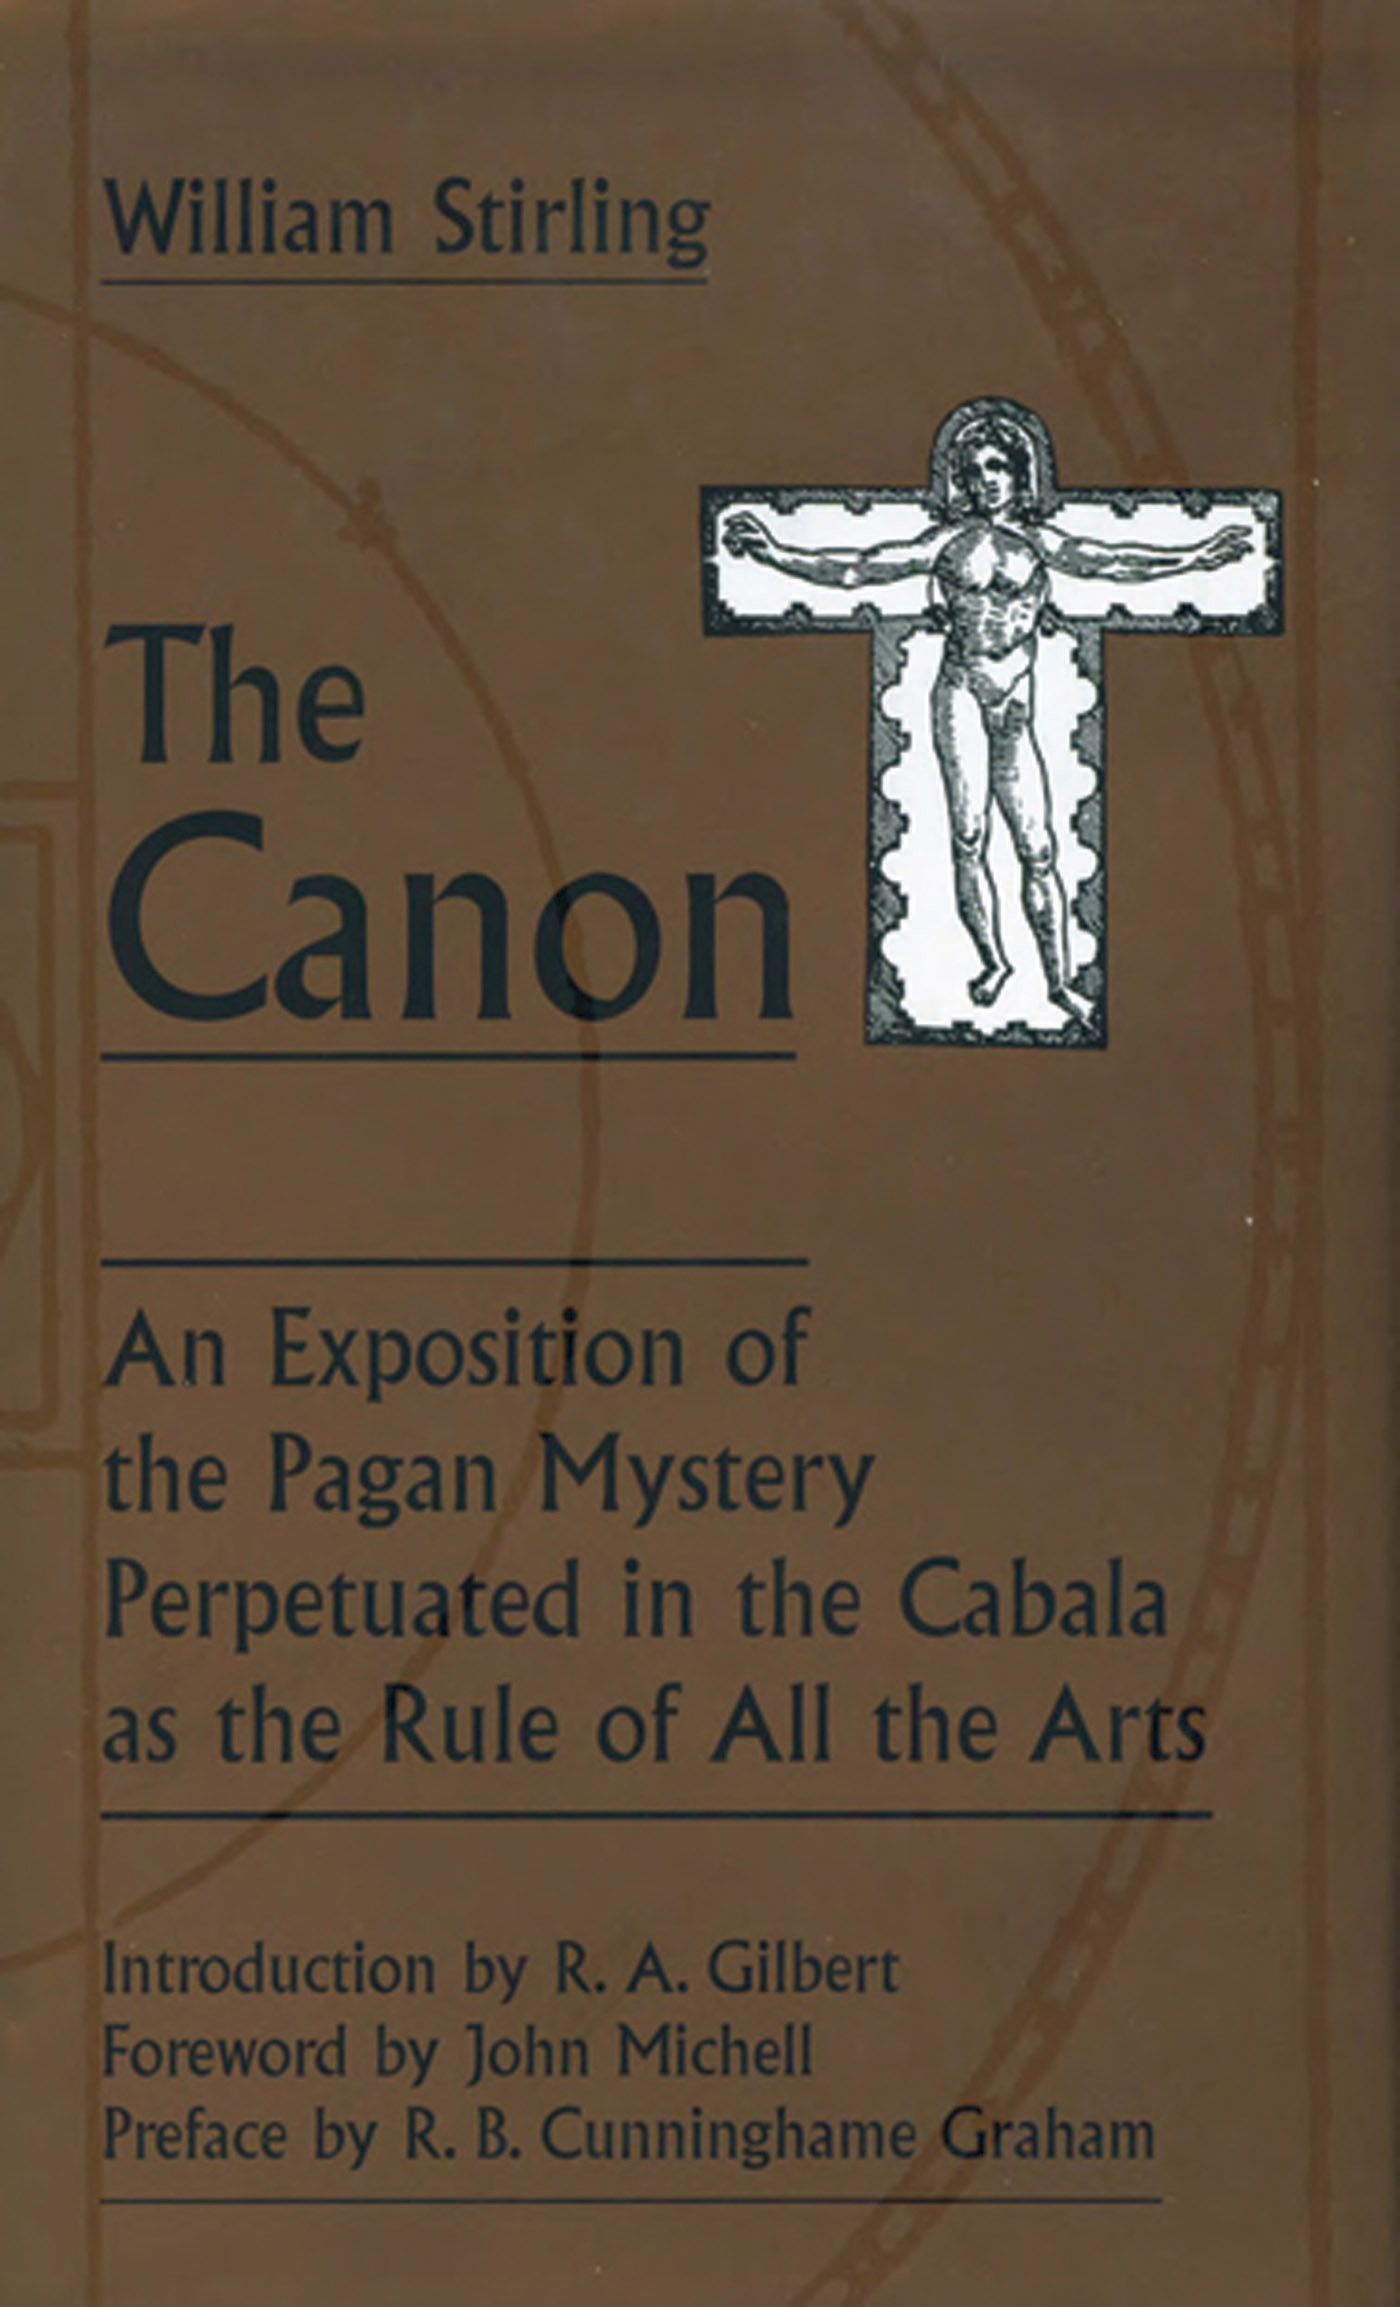 William Stirling
The
Canon
An Exposition of
the Pagan Mystery
Perpetuated in the Cabala
as the Rule of All the Arts
Introduction by R. A. Gilbert
Foreword by John Michell
Preface by R. B. Cunninghame Graham